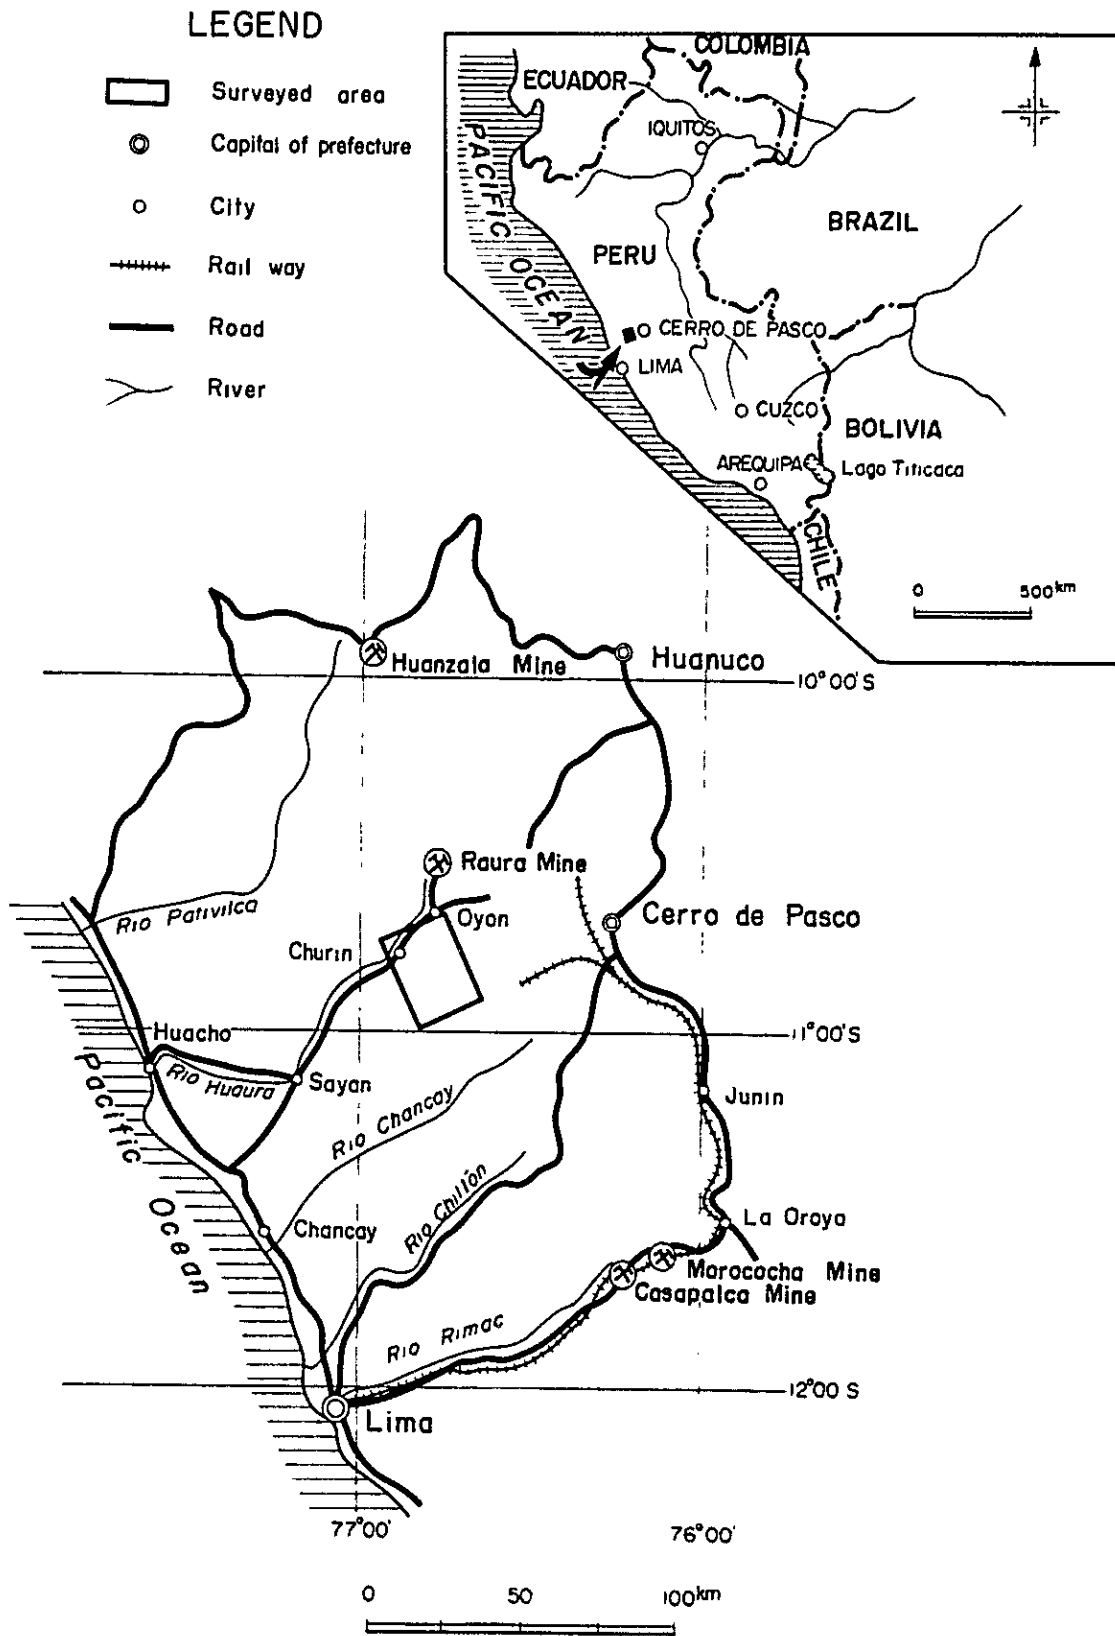 LEGEND
Surveyed area
Capital of prefecture
City
Rail way
Road
River
COLOMBIA
ECUADOR
IQUITOS
PACIFIC OCEAN
BRAZIL
PERU
CERRO DE PASCO
LIMA
CUZCO
BOLIVIA
AREQUIPA
Lago Titicaca
CHILE
0 500km
Huanzala Mine
Huanuco
10°00'S
Raura Mine
Oyon
Cerro de Pasco
Rio Pativilca
Churin
11°00'S
Huacho
Rio Huaura
Sayan
Rio Chancay
Junin
Pacific Ocean
Rio Chillón
Chancay
La Oroya
Morococha Mine
Casapalca Mine
Rio Rimac
12°00 S
Lima
77°00'
76°00'
0 50 100km